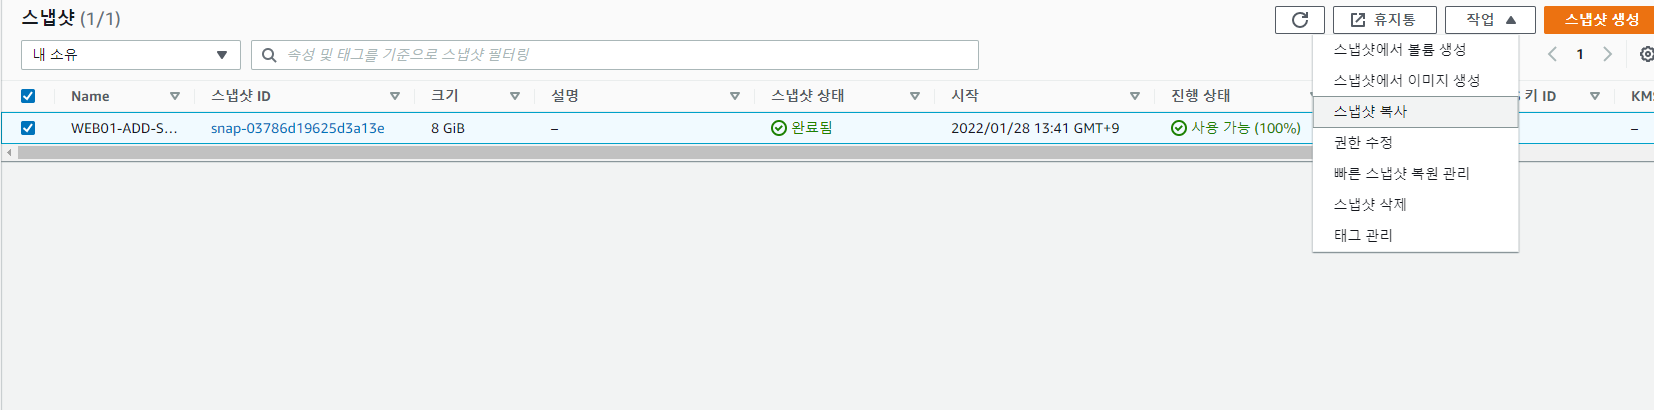 스냅샷 (1/1)
휴지통
작업
스냅샷 생성
내 소유
속성 및 태그를 기준으로 스냅샷 필터링
1
스냅샷에서 볼륨 생성
스냅샷에서 이미지 생성
스냅샷 복사
권한 수정
빠른 스냅샷 복원 관리
스냅샷 삭제
태그 관리
Name 스냅샷 ID 크기 설명 스냅샷 상태 시작 진행 상태 키 ID KMS
WEB01-ADD-S... snap-03786d19625d3a13e 8 GiB – 완료됨 2022/01/28 13:41 GMT+9 사용 가능 (100%) –